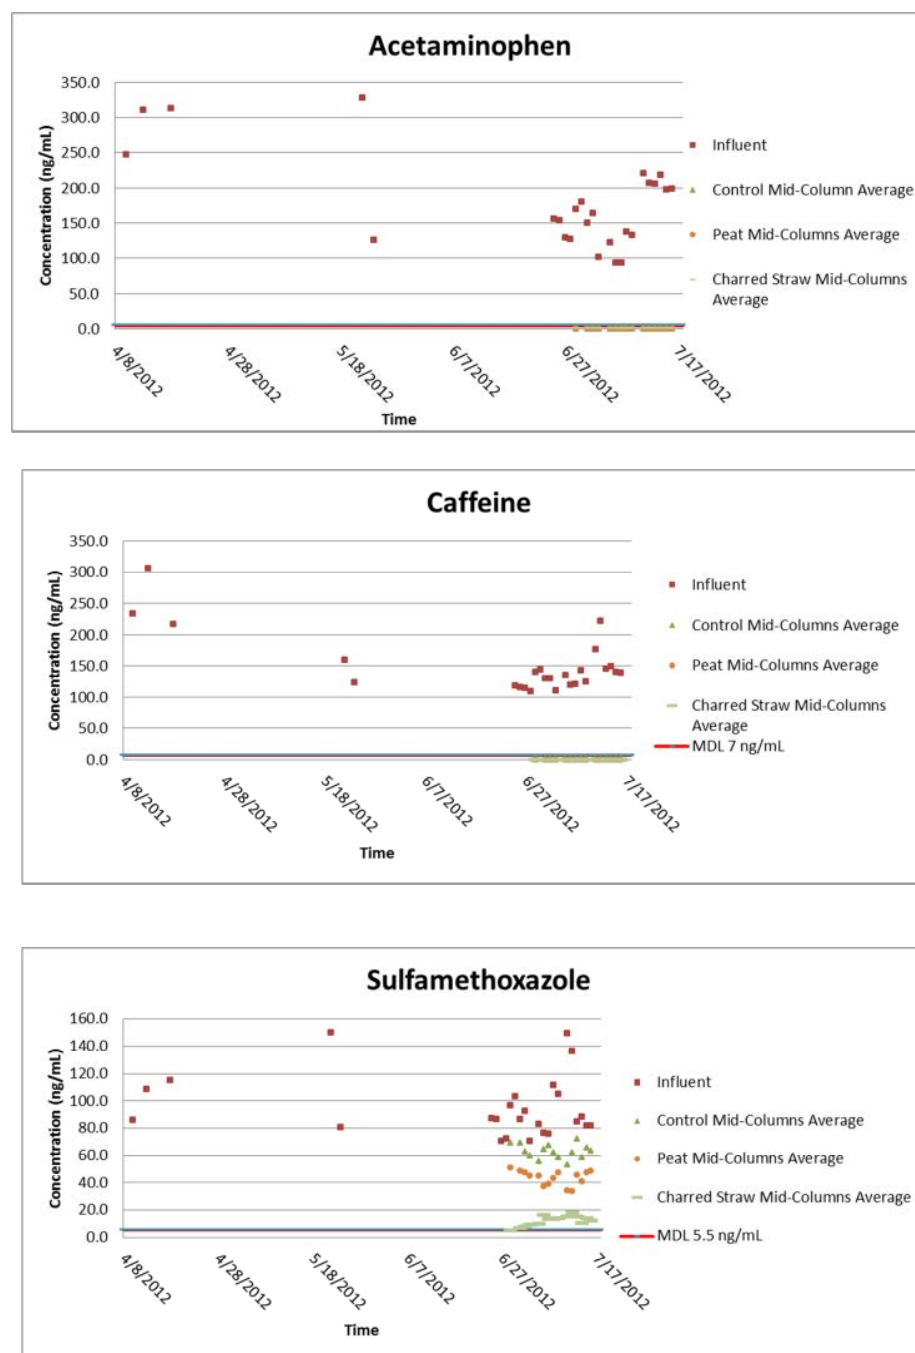 Acetaminophen
Concentration (ng/mL)
350.0
300.0
250.0
200.0
150.0
100.0
50.0
0.0
4/8/2012
4/28/2012
5/18/2012
6/7/2012
6/27/2012
7/17/2012
Time
Influent
Control Mid-Column Average
Peat Mid-Columns Average
Charred Straw Mid-Columns
Average
Caffeine
Concentration (ng/mL)
350.0
300.0
250.0
200.0
150.0
100.0
50.0
0.0
4/8/2012
4/28/2012
5/18/2012
6/7/2012
6/27/2012
7/17/2012
Time
Influent
Control Mid-Columns Average
Peat Mid-Columns Average
Charred Straw Mid-Columns
Average
MDL 7 ng/mL
Sulfamethoxazole
Concentration (ng/mL)
160.0
140.0
120.0
100.0
80.0
60.0
40.0
20.0
0.0
4/8/2012
4/28/2012
5/18/2012
6/7/2012
6/27/2012
7/17/2012
Time
Influent
Control Mid-Columns Average
Peat Mid-Columns Average
Charred Straw Mid-Columns Average
MDL 5.5 ng/mL